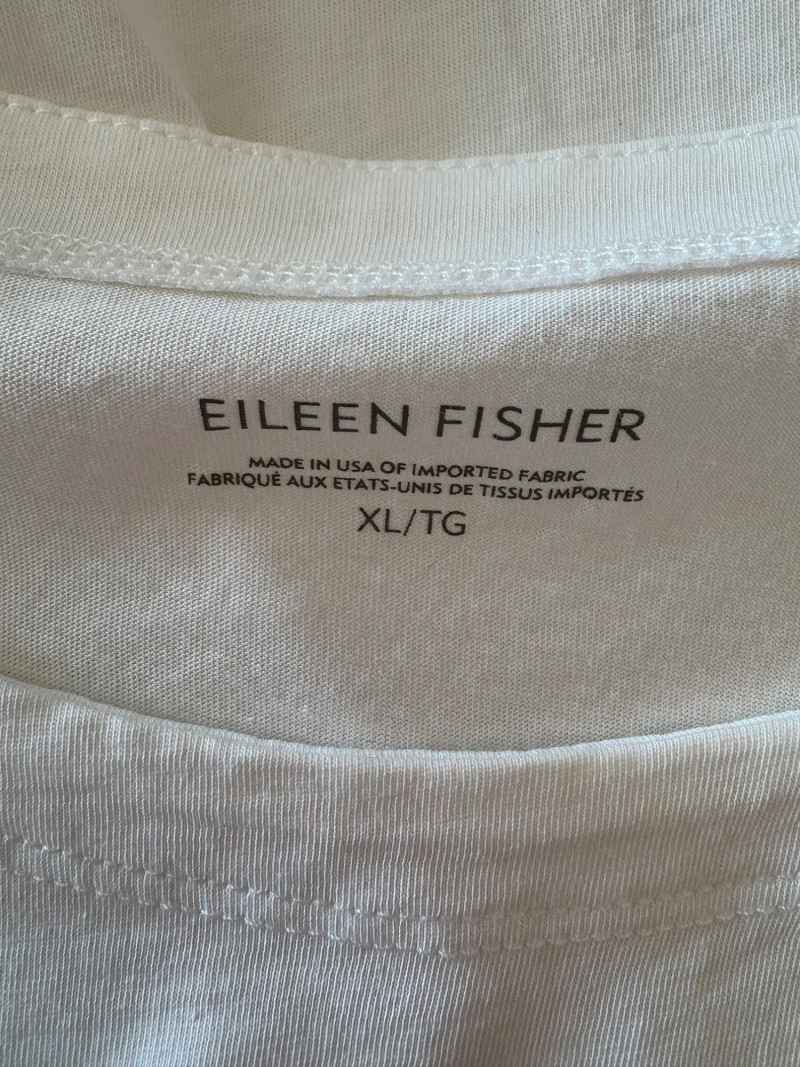 EILEEN FISHER
MADE IN USA OF IMPORTED FABRIC
FABRIQUÉ AUX ETATS-UNIS DE TISSUS IMPORTÉS
XL/TG